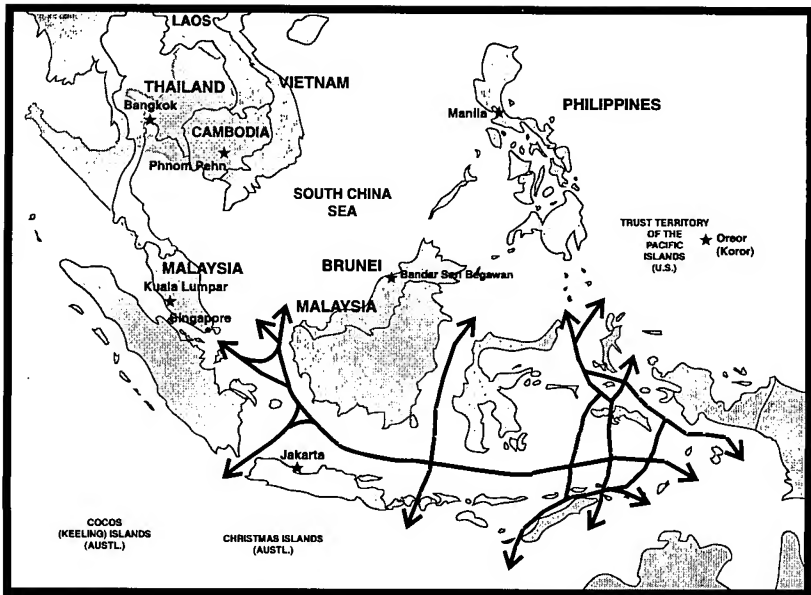 LAOS
THAILAND
VIETNAM
Bangkok
CAMBODIA
Phnom Pehn
Manila
PHILIPPINES
SOUTH CHINA
SEA
TRUST TERRITORY
OF THE
PACIFIC
ISLANDS
(U.S.)
Oreor
(Koror)
MALAYSIA
Kuala Lumpar
Singapore
BRUNEI
Bandar Seri Begawan
MALAYSIA
Jakarta
COCOS
(KEELING) ISLANDS
(AUSTL.)
CHRISTMAS ISLANDS
(AUSTL.)